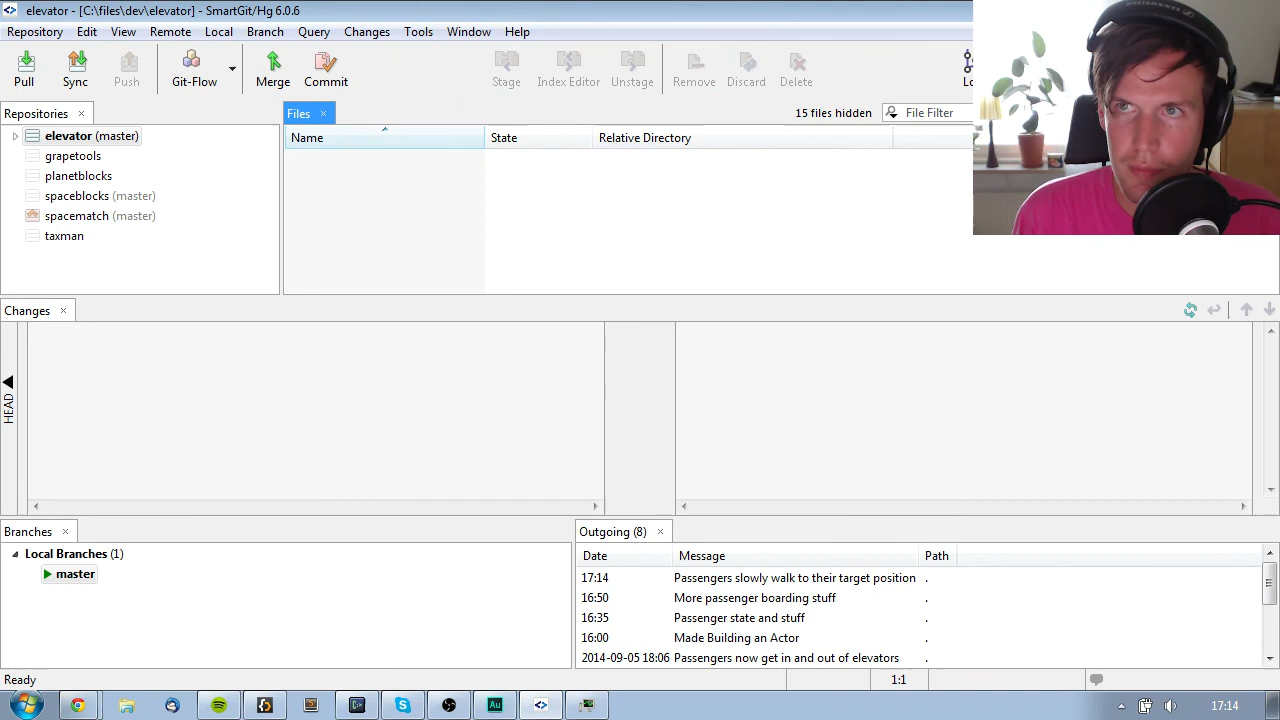 elevator - [C:\files\dev\elevator] - SmartGit/Hg 6.0.6
Repository Edit View Remote Local Branch Query Changes Tools Window Help
Pull Sync Push Git-Flow Merge Commit Stage Index Editor Unstage Remove Discard Delete
Repositories Files 15 files hidden File Filter
Name State Relative Directory
elevator (master)
grapetools
planetblocks
spaceblocks (master)
spacematch (master)
taxman
Changes
HEAD
Branches Outgoing (8)
Local Branches (1)
master
Date Message Path
17:14 Passengers slowly walk to their target position .
16:50 More passenger boarding stuff .
16:35 Passenger state and stuff .
16:00 Made Building an Actor .
2014-09-05 18:06 Passengers now get in and out of elevators .
Ready 1:1
Au
17:14